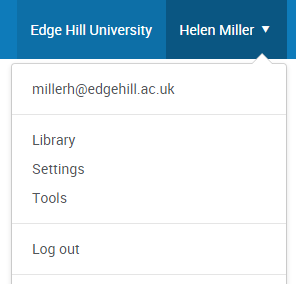 Edge Hill University Helen Miller
millerh@edgehill.ac.uk
Library
Settings
Tools
Log out